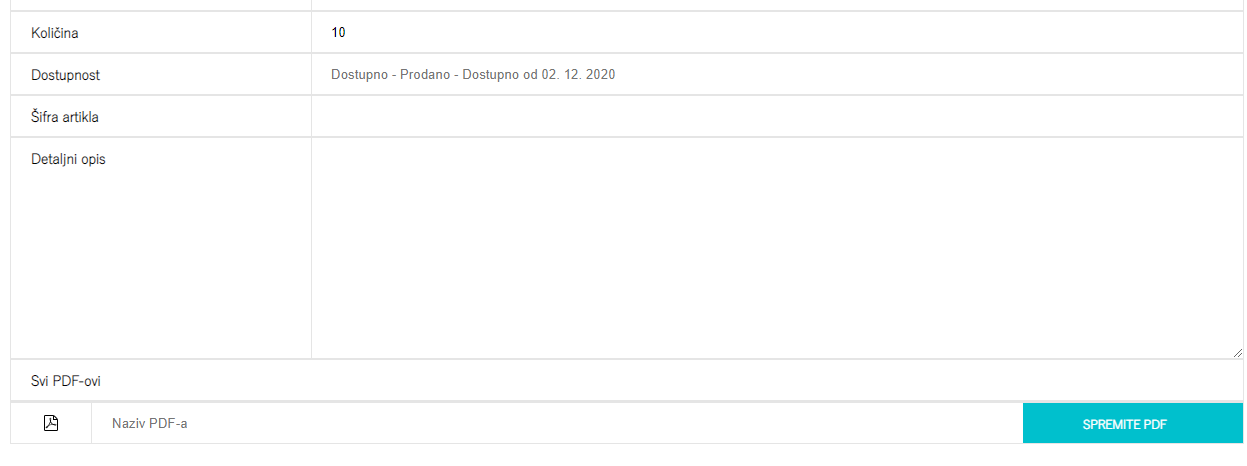 Količina 10
Dostupnost Dostupno - Prodano - Dostupno od 02. 12. 2020
Šifra artikla
Detaljni opis
Svi PDF-ovi
Naziv PDF-a SPREMITE PDF